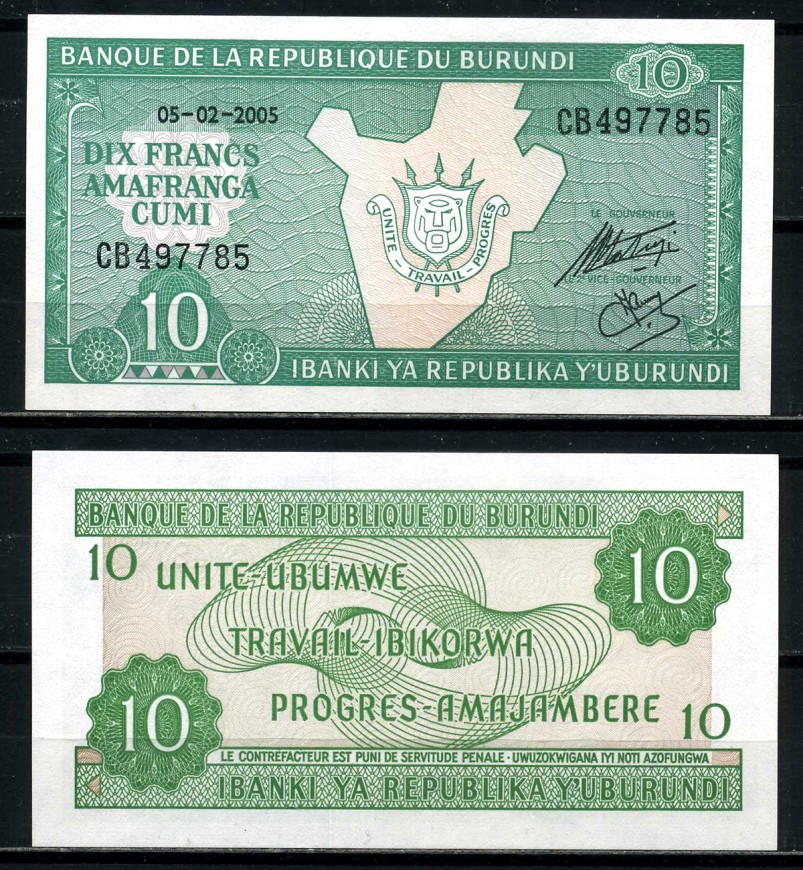 BANQUE DE LA REPUBLIQUE DU BURUNDI
10
05-02-2005
CB497785
DIX FRANCS
AMAFRANGA
CUMI
CB497785
UNITE - TRAVAIL - PROGRES
LE GOUVERNEUR
LE 2e VICE-GOUVERNEUR
10
IBANKI YA REPUBLIKA Y'UBURUNDI
BANQUE DE LA REPUBLIQUE DU BURUNDI
10
10
UNITE-UBUMWE
TRAVAIL-IBIKORWA
PROGRES-AMAJAMBERE
10
10
LE CONTREFACTEUR EST PUNI DE SERVITUDE PENALE · UWUZOKWIGANA IYI NOTI AZOFUNGWA
IBANKI YA REPUBLIKA Y'UBURUNDI